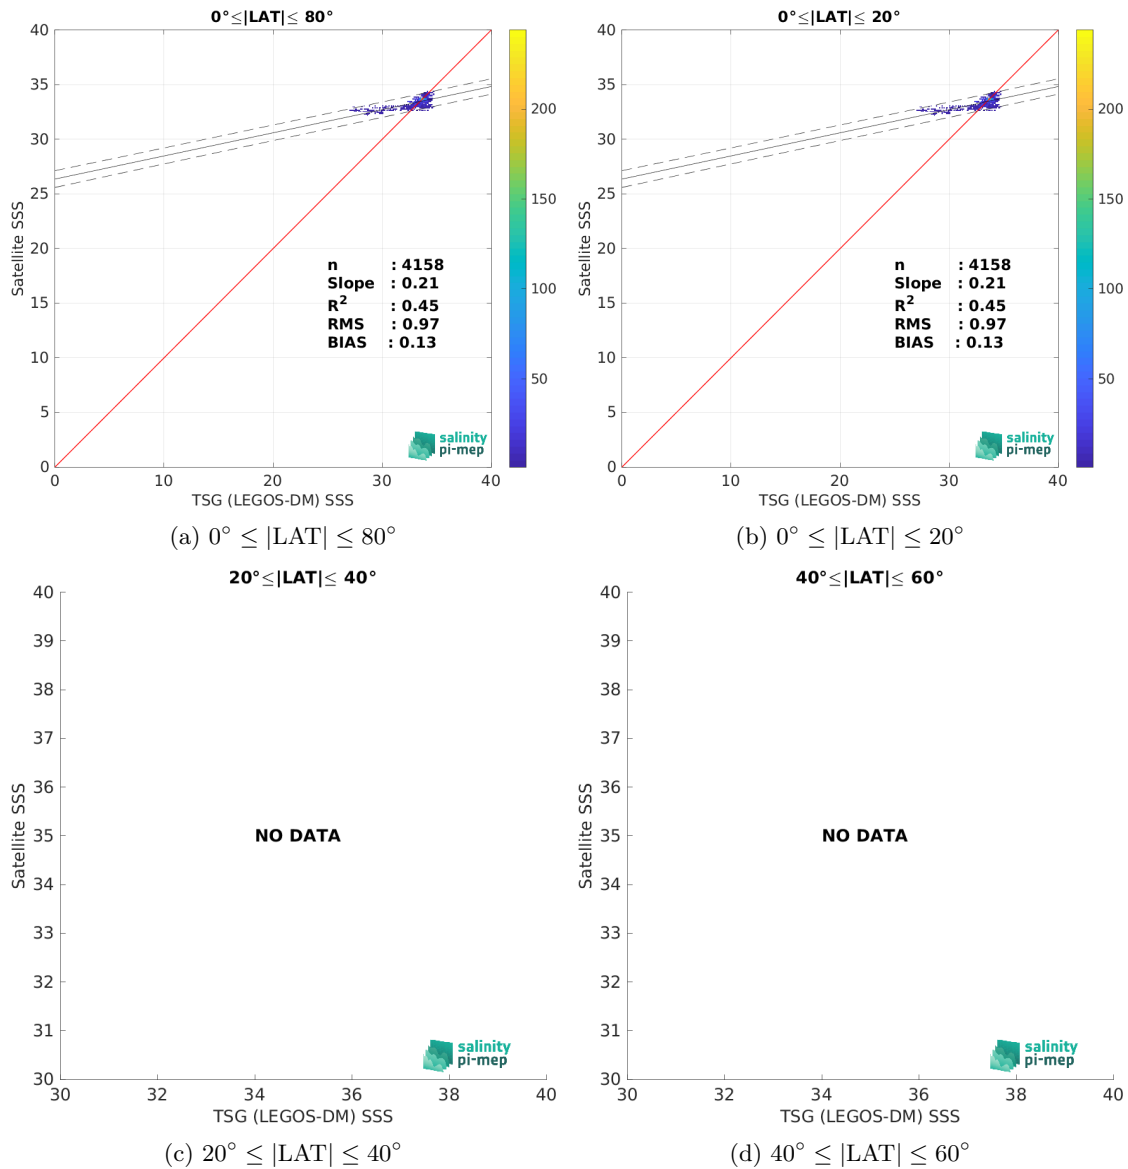 0°≤|LAT|≤ 80°
40
35
30
25
20
15
10
5
0
0
10
20
30
40
Satellite SSS
TSG (LEGOS-DM) SSS
n : 4158
Slope : 0.21
R² : 0.45
RMS : 0.97
BIAS : 0.13
salinity
pi-mep
200
150
100
50
(a) 0° ≤ |LAT| ≤ 80°
0°≤|LAT|≤ 20°
40
35
30
25
20
15
10
5
0
0
10
20
30
40
Satellite SSS
TSG (LEGOS-DM) SSS
n : 4158
Slope : 0.21
R² : 0.45
RMS : 0.97
BIAS : 0.13
salinity
pi-mep
200
150
100
50
(b) 0° ≤ |LAT| ≤ 20°
20°≤|LAT|≤ 40°
40
39
38
37
36
35
34
33
32
31
30
30
32
34
36
38
40
Satellite SSS
TSG (LEGOS-DM) SSS
NO DATA
salinity
pi-mep
(c) 20° ≤ |LAT| ≤ 40°
40°≤|LAT|≤ 60°
40
39
38
37
36
35
34
33
32
31
30
30
32
34
36
38
40
Satellite SSS
TSG (LEGOS-DM) SSS
NO DATA
salinity
pi-mep
(d) 40° ≤ |LAT| ≤ 60°